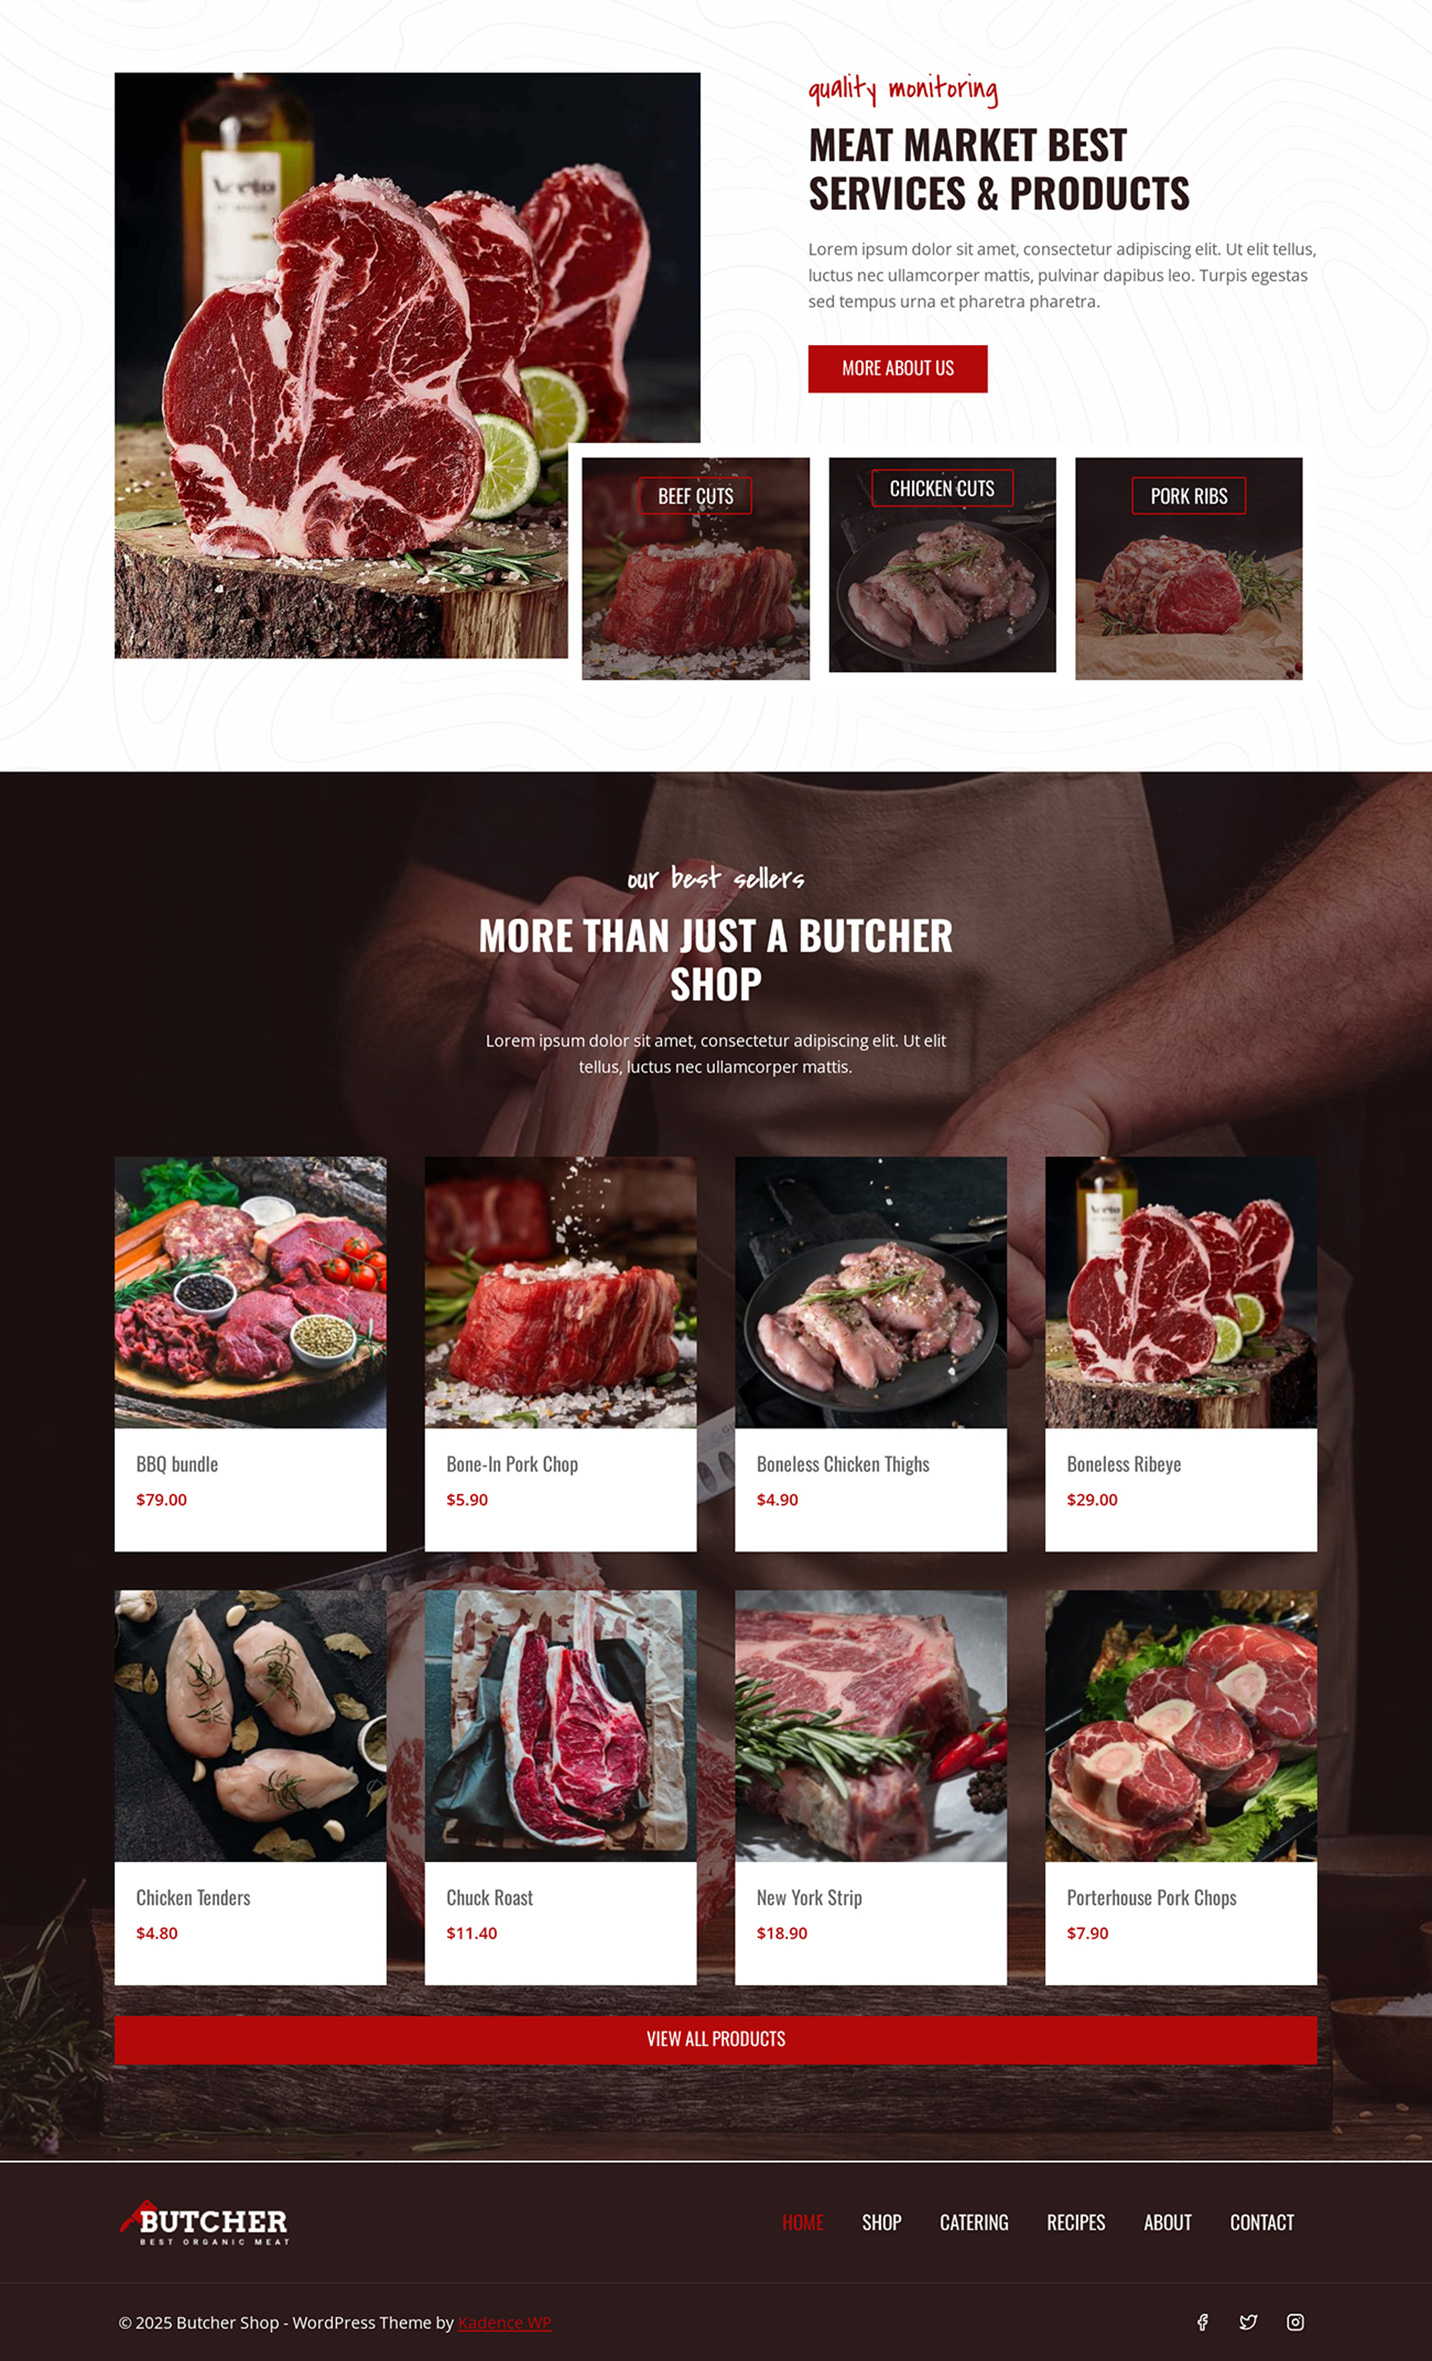 quality monitoring
MEAT MARKET BEST
SERVICES & PRODUCTS
Lorem ipsum dolor sit amet, consectetur adipiscing elit. Ut elit tellus,
luctus nec ullamcorper mattis, pulvinar dapibus leo. Turpis egestas
sed tempus urna et pharetra pharetra.
MORE ABOUT US
BEEF CUTS
CHICKEN CUTS
PORK RIBS
our best sellers
MORE THAN JUST A BUTCHER
SHOP
Lorem ipsum dolor sit amet, consectetur adipiscing elit. Ut elit
tellus, luctus nec ullamcorper mattis.
BBQ bundle
$79.00
Bone-In Pork Chop
$5.90
Boneless Chicken Thighs
$4.90
Boneless Ribeye
$29.00
Chicken Tenders
$4.80
Chuck Roast
$11.40
New York Strip
$18.90
Porterhouse Pork Chops
$7.90
VIEW ALL PRODUCTS
BUTCHER
BEST ORGANIC MEAT
HOME SHOP CATERING RECIPES ABOUT CONTACT
© 2025 Butcher Shop - WordPress Theme by Kadence WP